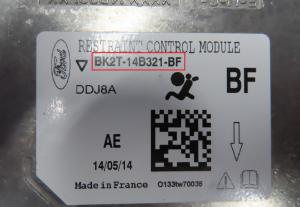 Ford
RESTRAINT CONTROL MODULE
BK2T-14B321-BF
DDJ8A
BF
AE
14/05/14
Made in France
O133tw70035